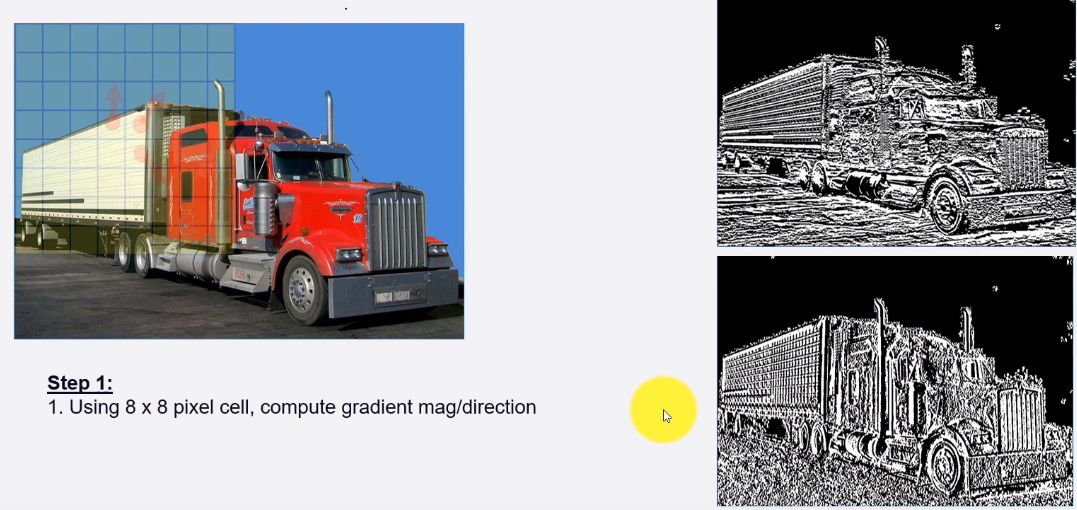 Step 1:
1. Using 8 x 8 pixel cell, compute gradient mag/direction